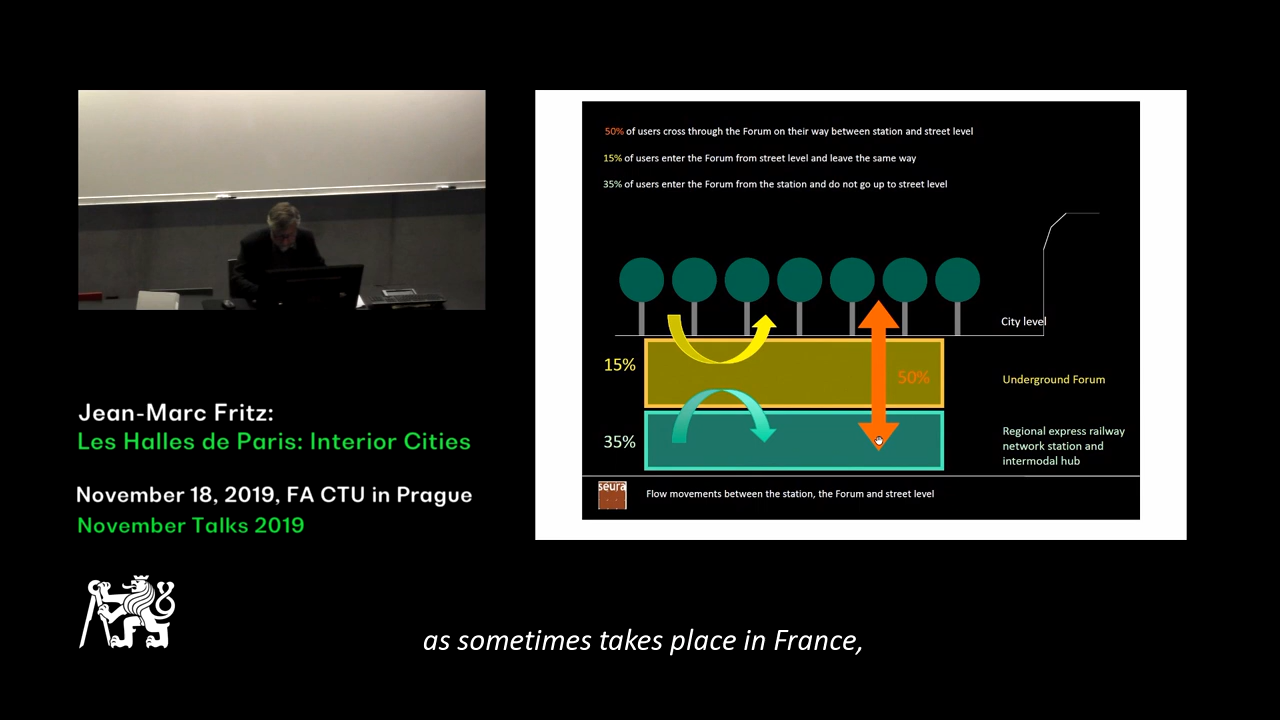 50% of users cross through the Forum on their way between station and street level
15% of users enter the Forum from street level and leave the same way
35% of users enter the Forum from the station and do not go up to street level
City level
15%
50%
Underground Forum
35%
Regional express railway
network station and
intermodal hub
seura
Flow movements between the station, the Forum and street level
Jean-Marc Fritz:
Les Halles de Paris: Interior Cities
November 18, 2019, FA CTU in Prague
November Talks 2019
as sometimes takes place in France,